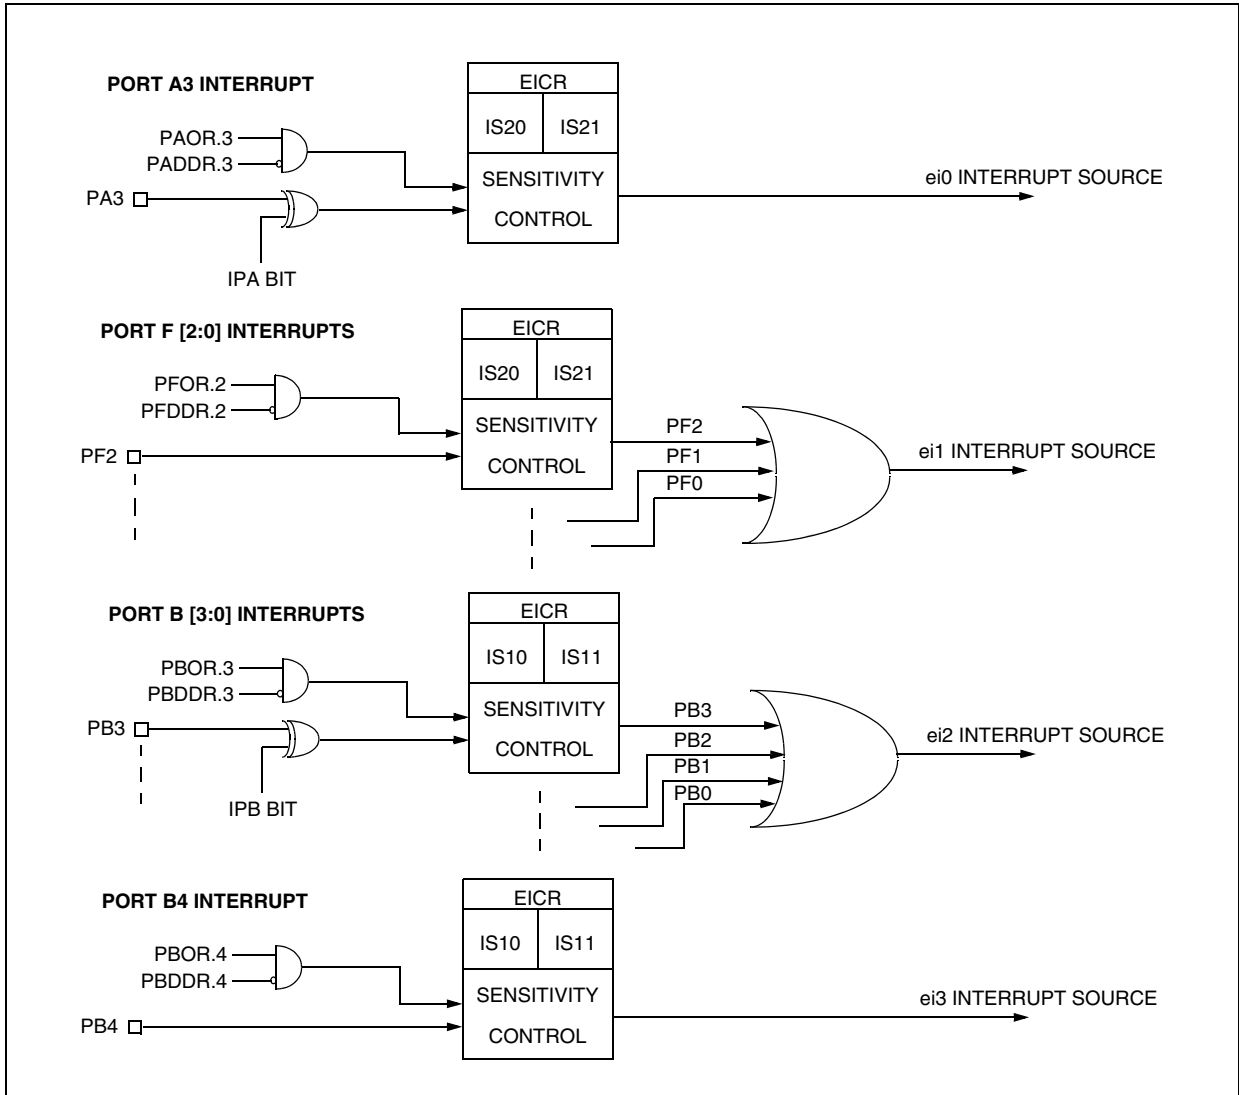 PORT A3 INTERRUPT
EICR
IS20 IS21
PAOR.3
PADDR.3
SENSITIVITY
CONTROL
PA3
IPA BIT
ei0 INTERRUPT SOURCE
PORT F [2:0] INTERRUPTS
EICR
IS20 IS21
PFOR.2
PFDDR.2
SENSITIVITY
CONTROL
PF2
PF2
PF1
PF0
ei1 INTERRUPT SOURCE
PORT B [3:0] INTERRUPTS
EICR
IS10 IS11
PBOR.3
PBDDR.3
SENSITIVITY
CONTROL
PB3
IPB BIT
PB3
PB2
PB1
PB0
ei2 INTERRUPT SOURCE
PORT B4 INTERRUPT
EICR
IS10 IS11
PBOR.4
PBDDR.4
SENSITIVITY
CONTROL
PB4
ei3 INTERRUPT SOURCE